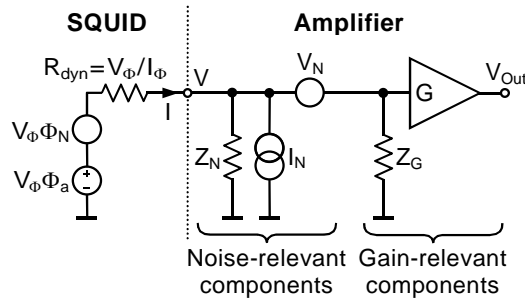 SQUID
Amplifier
R_dyn=V_Φ/I_Φ
V
V_N
V_Out
I
G
V_ΦΦ_N
Z_N
I_N
Z_G
V_ΦΦ_a
+
−
Noise-relevant
components
Gain-relevant
components